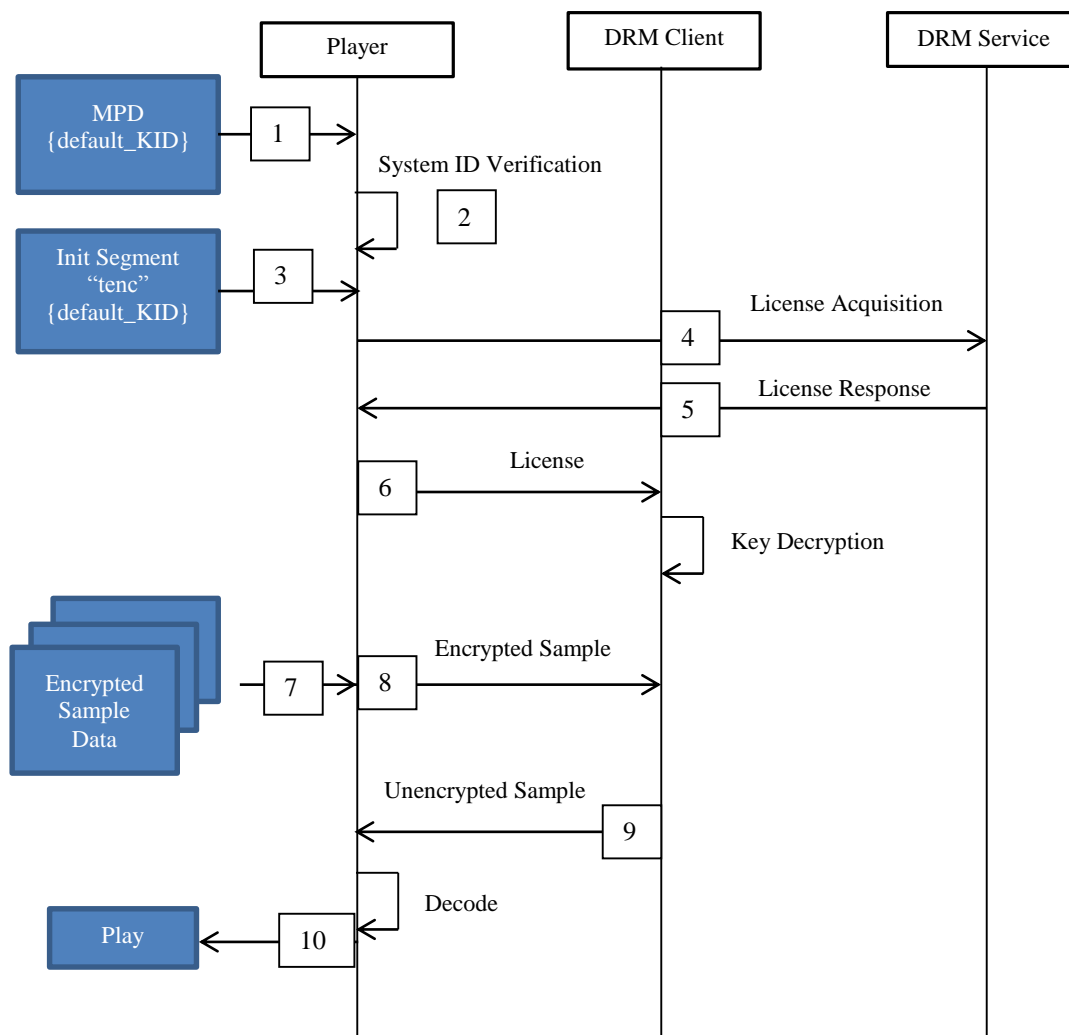 Player
DRM Client
DRM Service
MPD
{default_KID}
1
System ID Verification
2
Init Segment
“tenc”
{default_KID}
3
License Acquisition
4
License Response
5
License
6
Key Decryption
Encrypted
Sample
Data
7
8
Encrypted Sample
Unencrypted Sample
9
Decode
Play
10